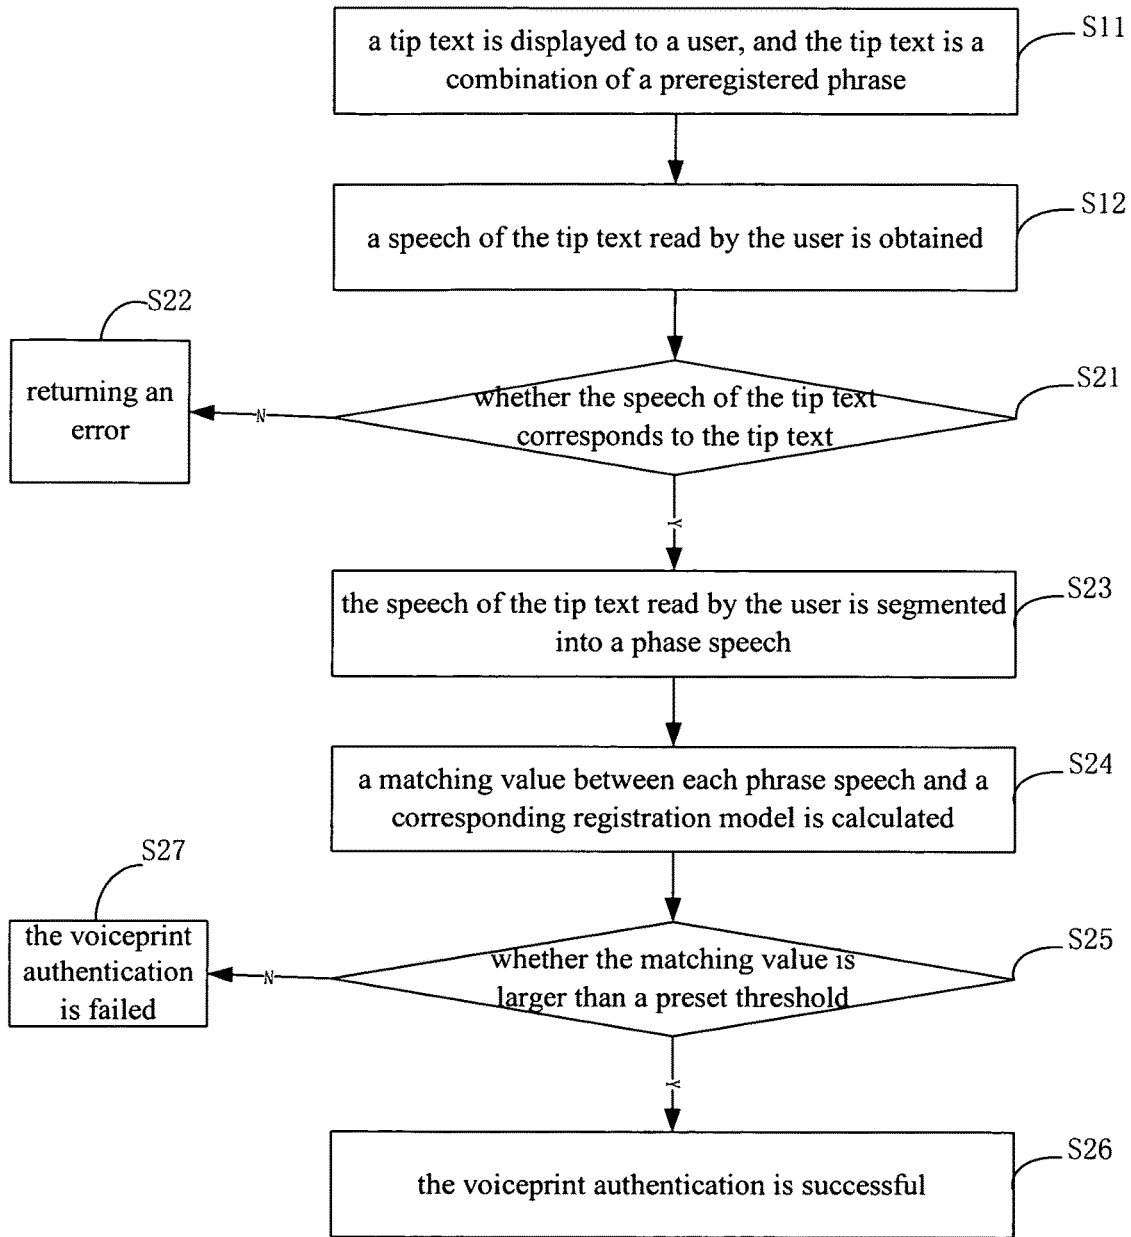 a tip text is displayed to a user, and the tip text is a
combination of a preregistered phrase
S11
a speech of the tip text read by the user is obtained
S12
S22
returning an
error
N
whether the speech of the tip text
corresponds to the tip text
S21
Y
the speech of the tip text read by the user is segmented
into a phase speech
S23
a matching value between each phrase speech and a
corresponding registration model is calculated
S24
S27
the voiceprint
authentication
is failed
N
whether the matching value is
larger than a preset threshold
S25
Y
the voiceprint authentication is successful
S26